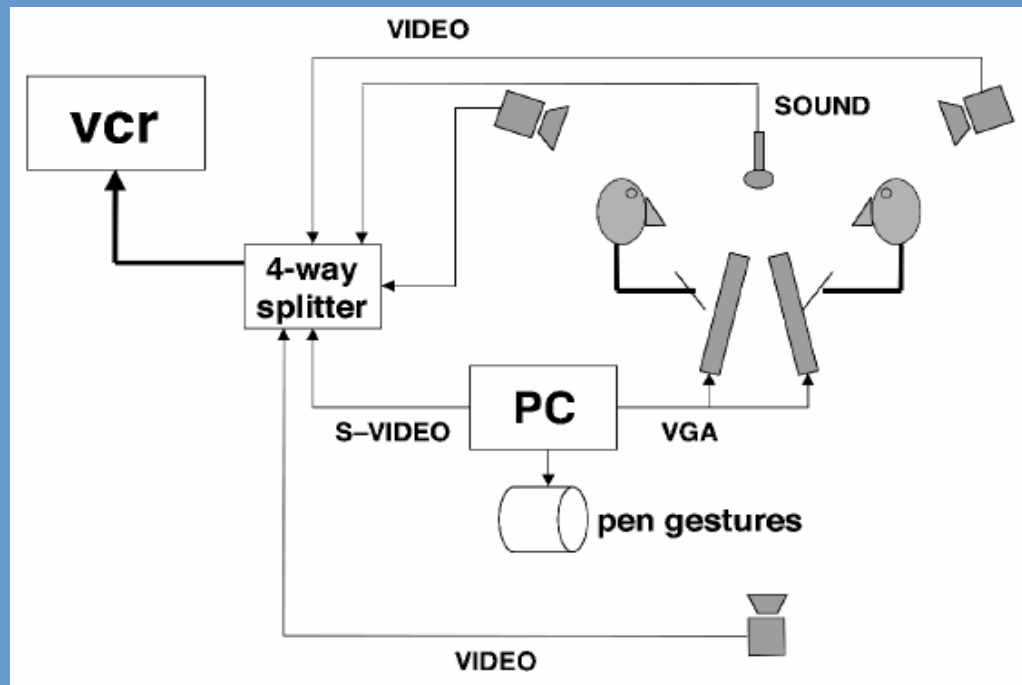 VIDEO
vcr
SOUND
4-way
splitter
PC
S–VIDEO
VGA
pen gestures
VIDEO